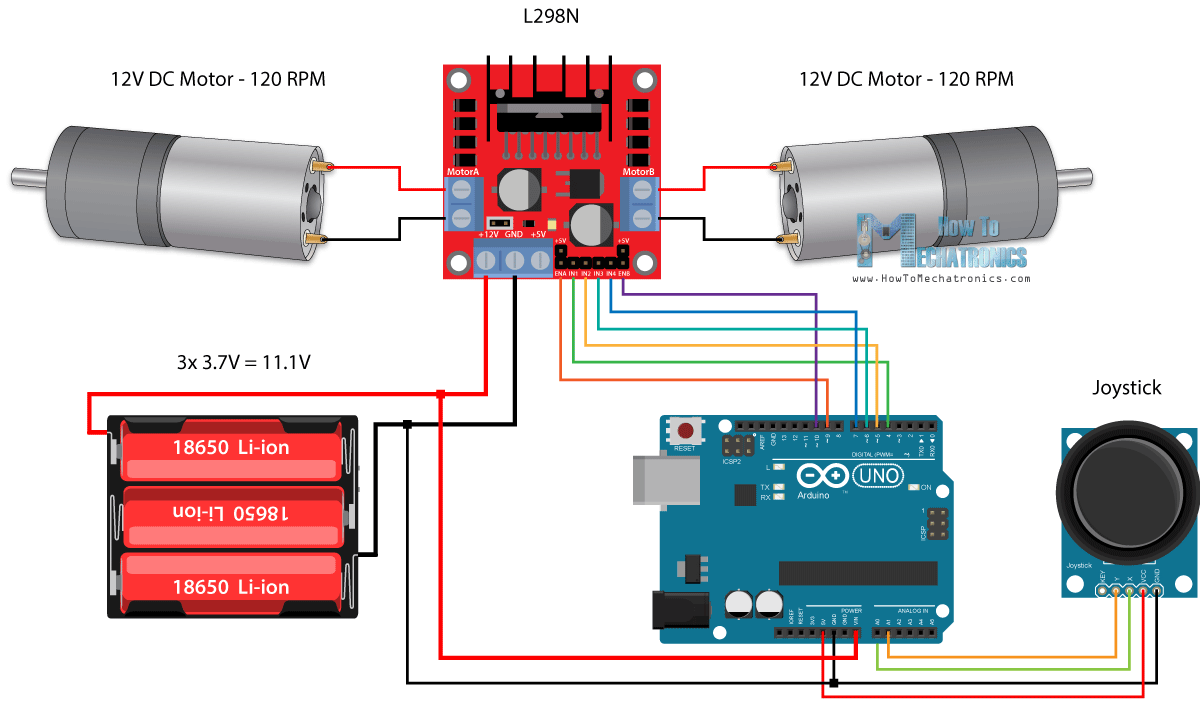 L298N
12V DC Motor - 120 RPM
12V DC Motor - 120 RPM
MotorA
MotorB
+12V GND +5V
+5V
+5V
ENA IN1 IN2 IN3 IN4 ENB
How To
Mechatronics
www.HowToMechatronics.com
3x 3.7V = 11.1V
18650 Li-ion
18650 Li-ion
18650 Li-ion
Joystick
RESET
ICSP2
AREF
GND
13
12
~11
~10
~9
8
7
~6
~5
4
~3
2
TX0 ▸ 1
RX0 ◂ 0
DIGITAL (PWM~
L
TX
RX
Arduino
™
UNO
ON
1
ICSP
POWER
ANALOG IN
IOREF
RESET
3V3
5V
GND
GND
VIN
A0
A1
A2
A3
A4
A5
Joystick
KEY
Y
X
VCC
GND